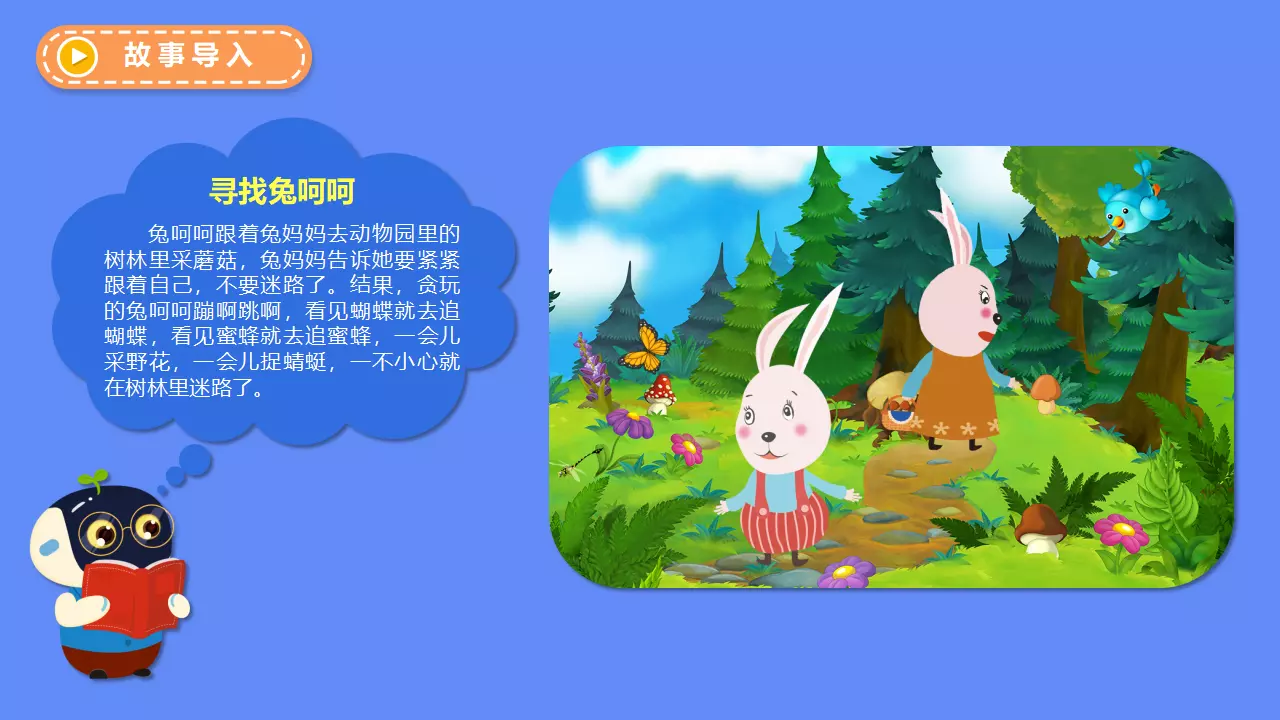 故事导入
寻找兔呵呵
兔呵呵跟着兔妈妈去动物园里的
树林里采蘑菇，兔妈妈告诉她要紧紧
跟着自己，不要迷路了。结果，贪玩
的兔呵呵蹦啊跳啊，看见蝴蝶就去追
蝴蝶，看见蜜蜂就去追蜜蜂，一会儿
采野花，一会儿捉蜻蜓，一不小心就
在树林里迷路了。